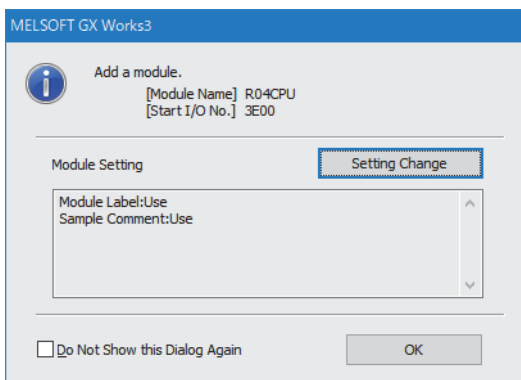 MELSOFT GX Works3
Add a module.
[Module Name] R04CPU
[Start I/O No.] 3E00
Module Setting
Setting Change
Module Label:Use
Sample Comment:Use
Do Not Show this Dialog Again
OK